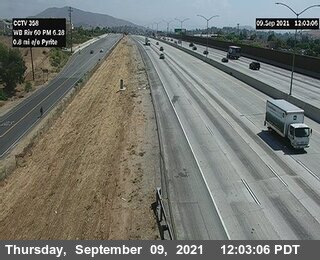 CCTV 358
WB Riv 60 PM 6.28
0.8 mi e/o Pyrite
09.Sep 2021 12:03:06
Thursday, September 09, 2021 12:03:06 PDT